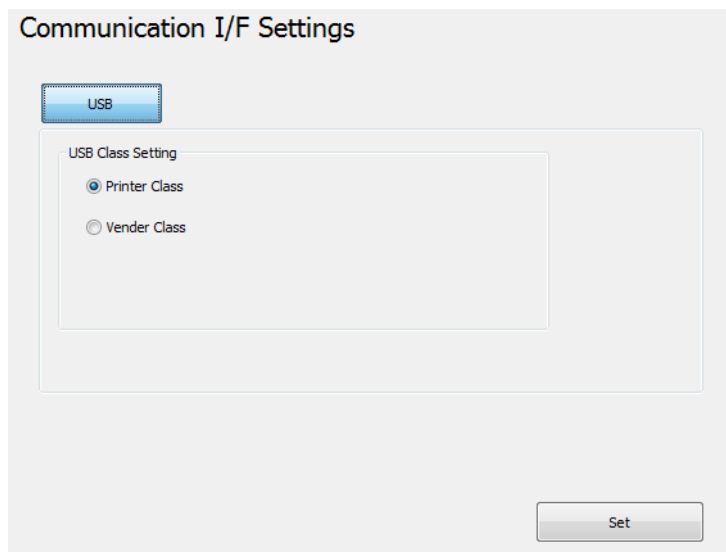 Communication I/F Settings
USB
USB Class Setting
Printer Class
Vender Class
Set